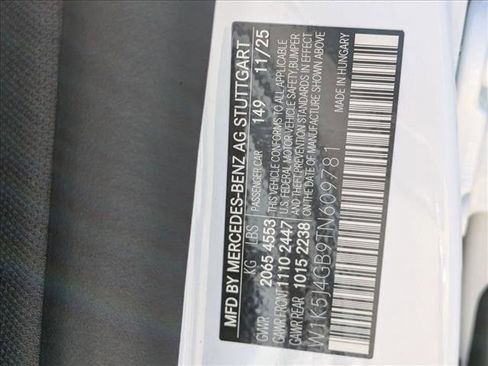 MFD BY MERCEDES-BENZ AG STUTTGART
KG LBS PASSENGER CAR 149 11/25
GVWR 2065 4553 THIS VEHICLE CONFORMS TO ALL APPLICABLE
GAWR FRONT 1110 2447 U.S. FEDERAL MOTOR VEHICLE SAFETY BUMPER
GAWR REAR 1015 2238 AND THEFT PREVENTION STANDARDS IN EFFECT
ON THE DATE OF MANUFACTURE SHOWN ABOVE
W1K5J4GB9TN609781 MADE IN HUNGARY